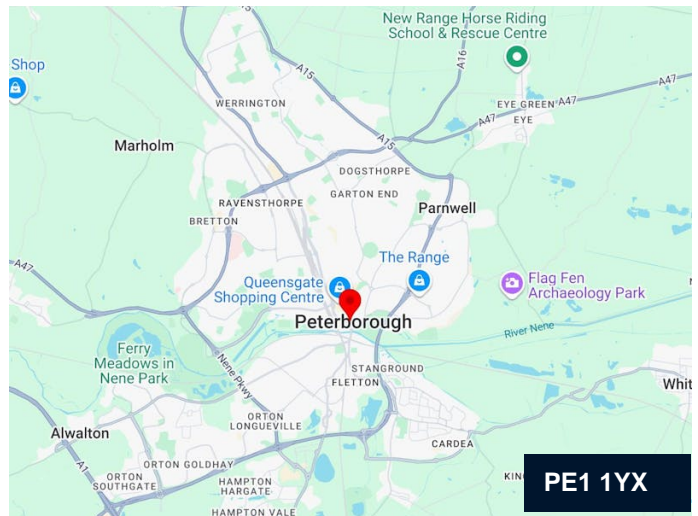 New Range Horse Riding
School & Rescue Centre
Shop
A15
A16
A47
WERRINGTON
EYE GREEN
EYE
A47
A15
Marholm
DOGSTHORPE
GARTON END
RAVENSTHORPE
Parnwell
BRETTON
A47
The Range
Queensgate
Shopping Centre
Flag Fen
Archaeology Park
Peterborough
River Nene
Ferry
Meadows in
Nene Park
Nene Pkwy
STANGROUND
FLETTON
Whit
ORTON
LONGUEVILLE
Alwalton
CARDEA
A1
ORTON GOLDHAY
ORTON
SOUTHGATE
HAMPTON
HARGATE
KING
HAMPTON VALE
PE1 1YX